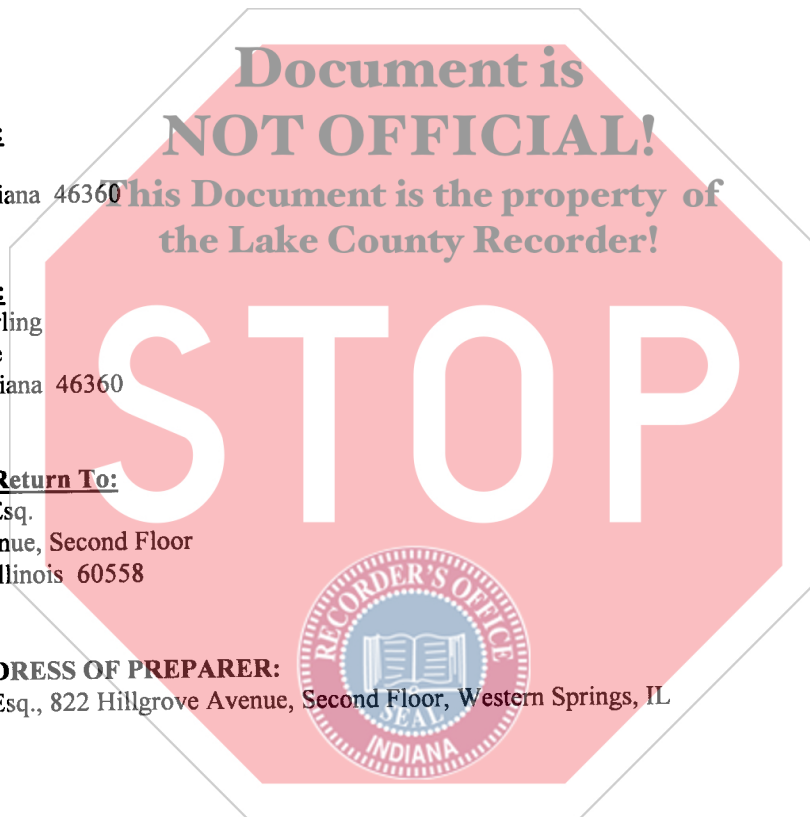 Document is
NOT OFFICIAL!
:
iana 46360
This Document is the property of
the Lake County Recorder!
:
rling
e
iana 46360
STOP
Return To:
Esq.
nue, Second Floor
llinois 60558
DRESS OF PREPARER:
Esq., 822 Hillgrove Avenue, Second Floor, Western Springs, IL
RECORDER'S OFFICE
SEAL
INDIANA